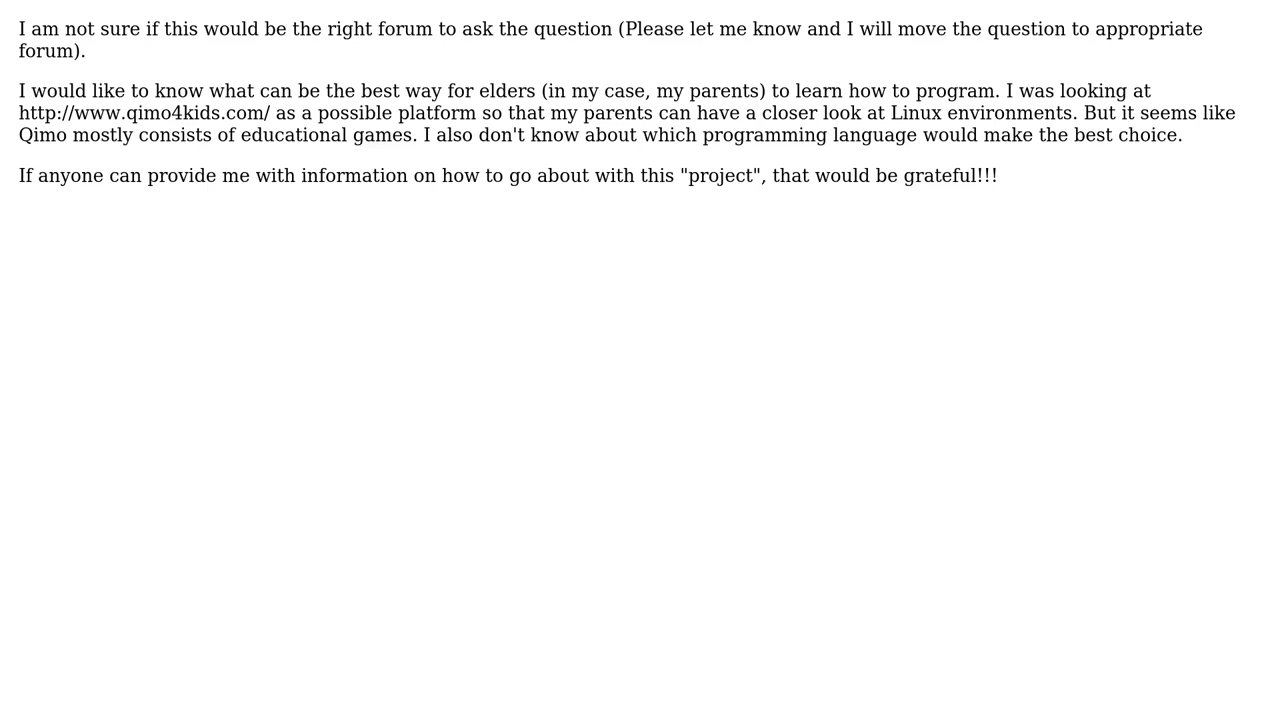 I am not sure if this would be the right forum to ask the question (Please let me know and I will move the question to appropriate
forum).
I would like to know what can be the best way for elders (in my case, my parents) to learn how to program. I was looking at
http://www.qimo4kids.com/ as a possible platform so that my parents can have a closer look at Linux environments. But it seems like
Qimo mostly consists of educational games. I also don't know about which programming language would make the best choice.
If anyone can provide me with information on how to go about with this "project", that would be grateful!!!